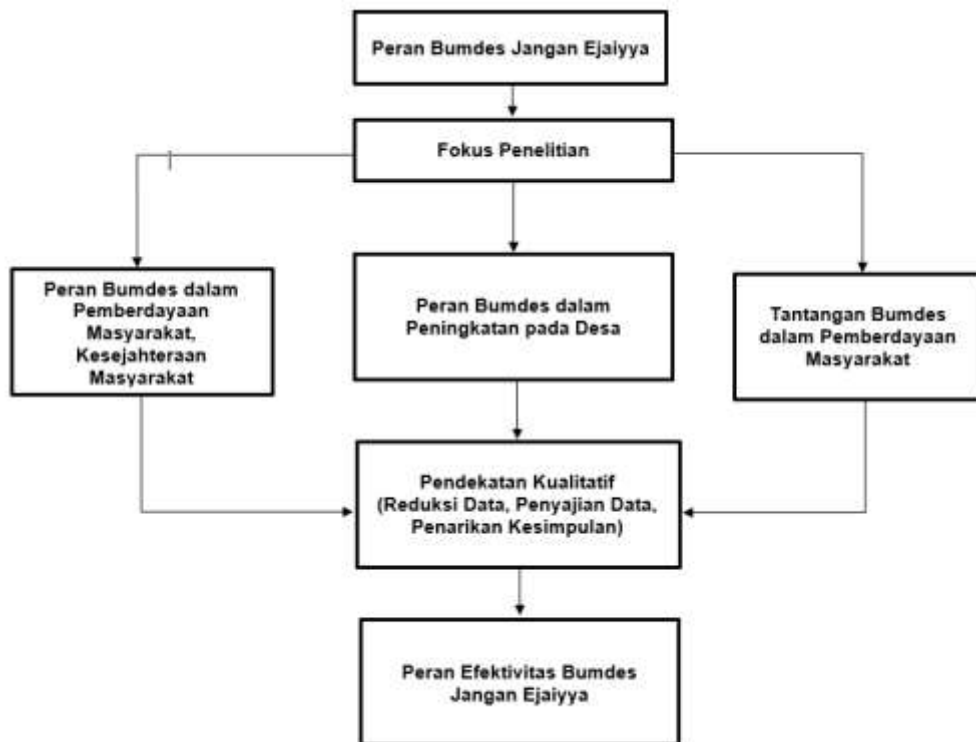 Peran Bumdes Jangan Ejaiyya
Fokus Penelitian
Peran Bumdes dalam
Pemberdayaan
Masyarakat,
Kesejahteraan
Masyarakat
Peran Bumdes dalam
Peningkatan pada Desa
Tantangan Bumdes
dalam Pemberdayaan
Masyarakat
Pendekatan Kualitatif
(Reduksi Data, Penyajian Data,
Penarikan Kesimpulan)
Peran Efektivitas Bumdes
Jangan Ejaiyya